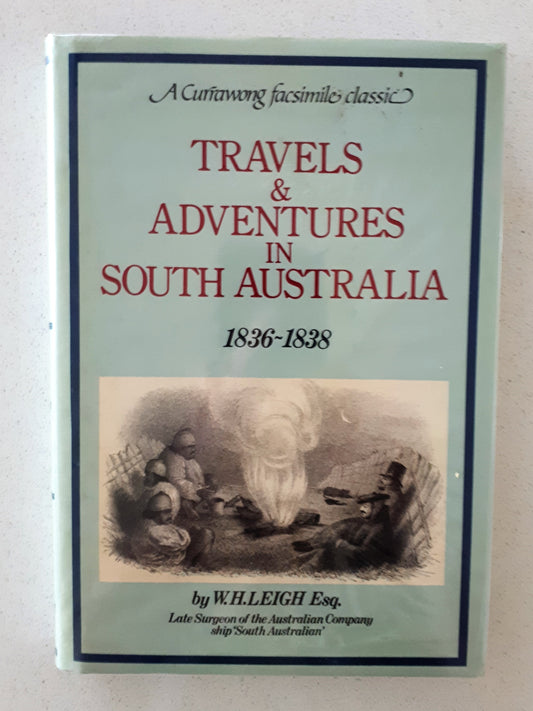 A Currawong facsimile classic
TRAVELS
&
ADVENTURES
IN
SOUTH AUSTRALIA
1836~1838
by W.H.LEIGH Esq.
Late Surgeon of the Australian Company
ship 'South Australian'